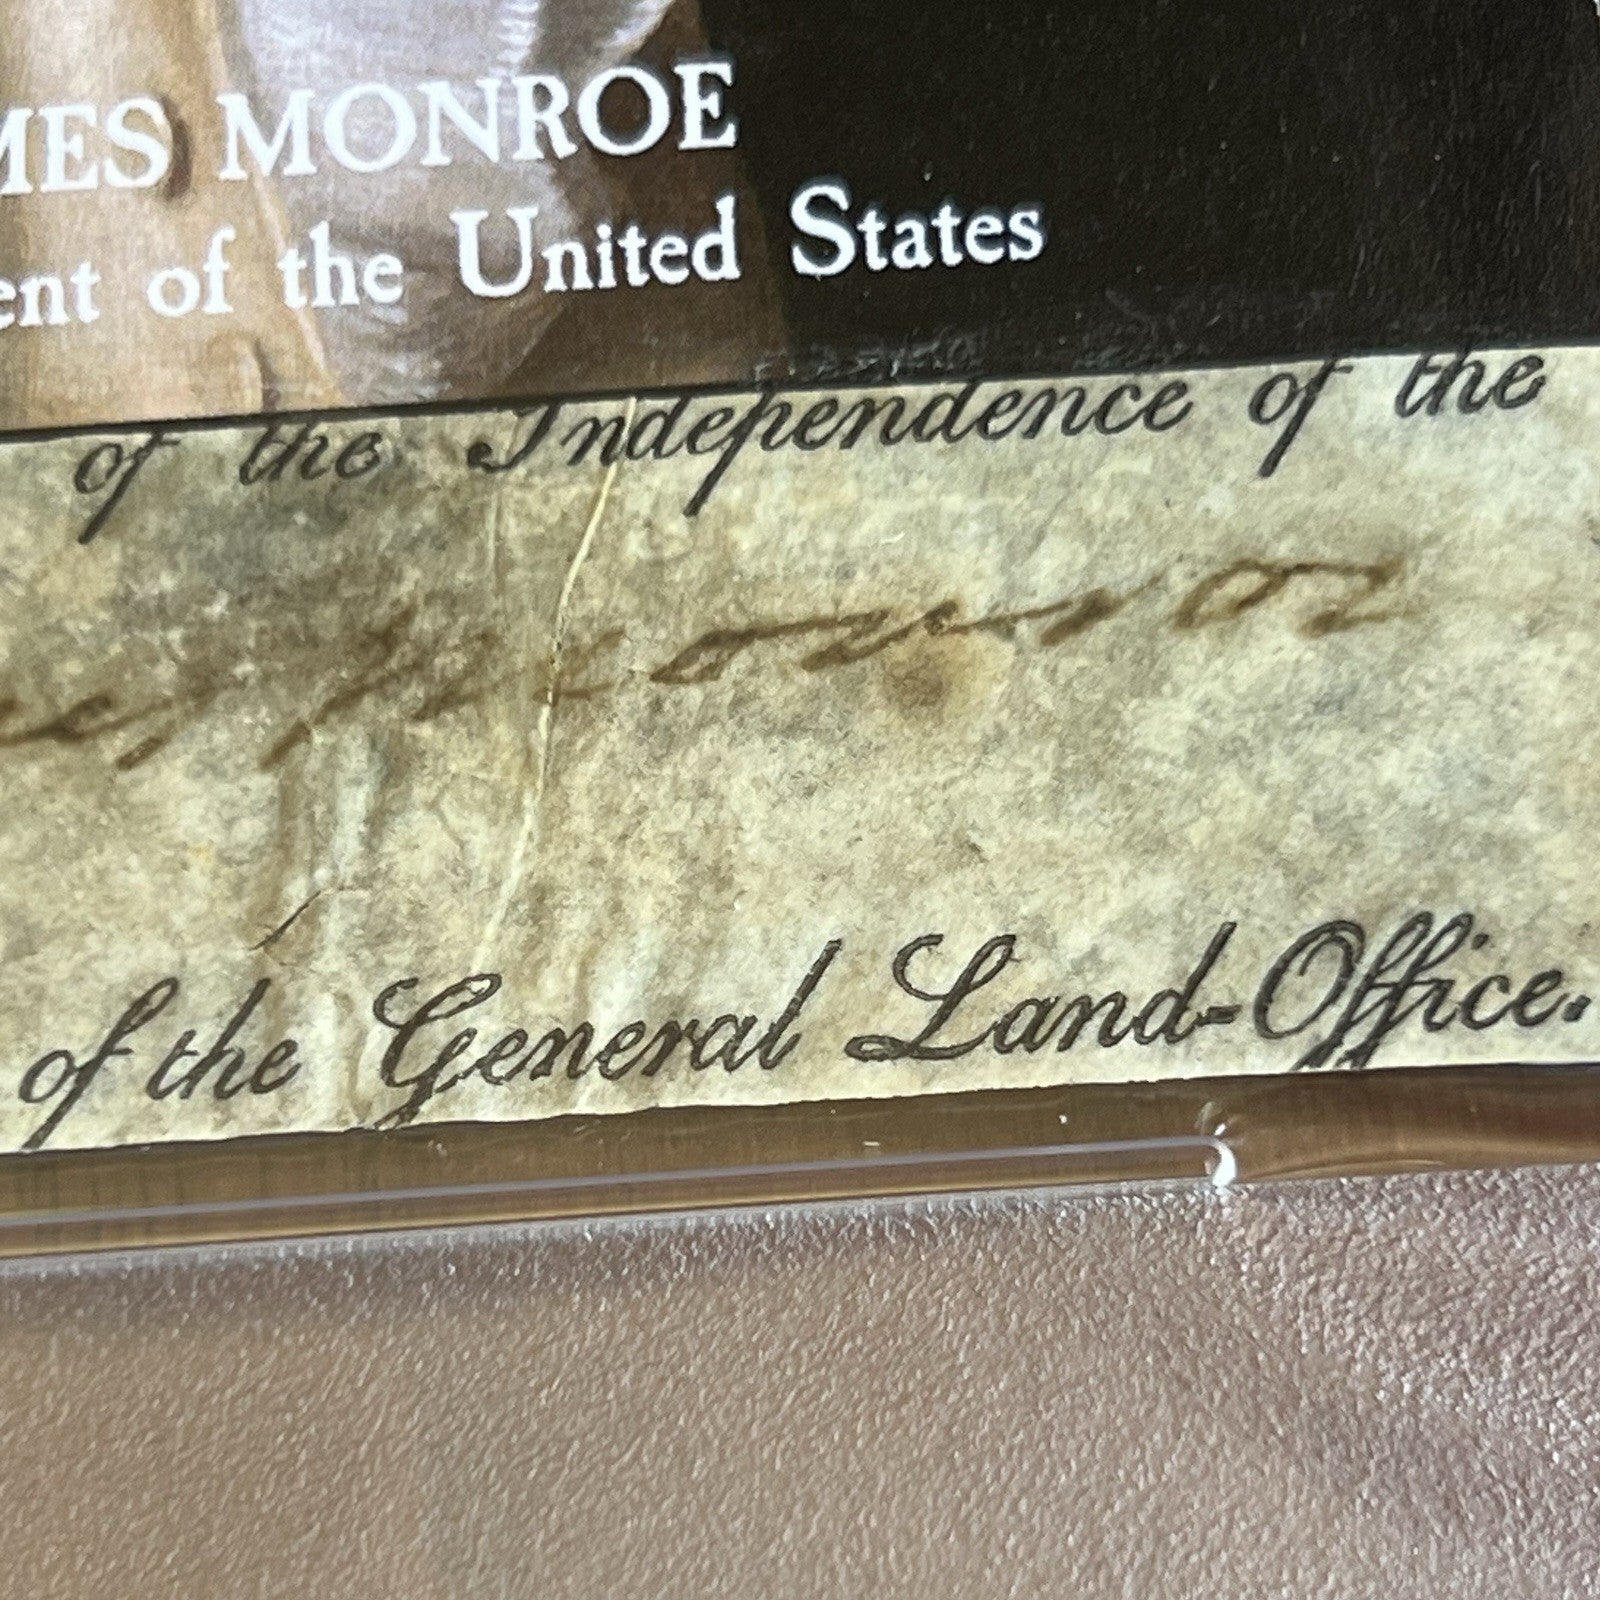 MES MONROE
ent of the United States
of the Independence of the
of the General Land-Office.